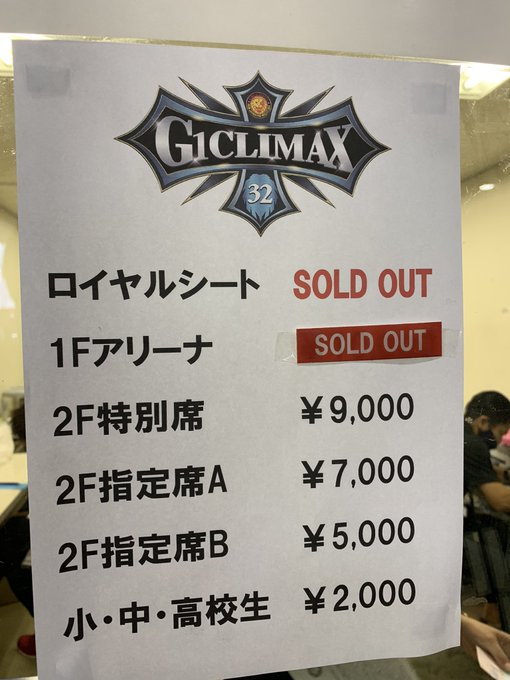 G1 CLIMAX
32
ロイヤルシート SOLD OUT
1Fアリーナ SOLD OUT
2F特別席 ￥9,000
2F指定席A ￥7,000
2F指定席B ￥5,000
小・中・高校生 ￥2,000